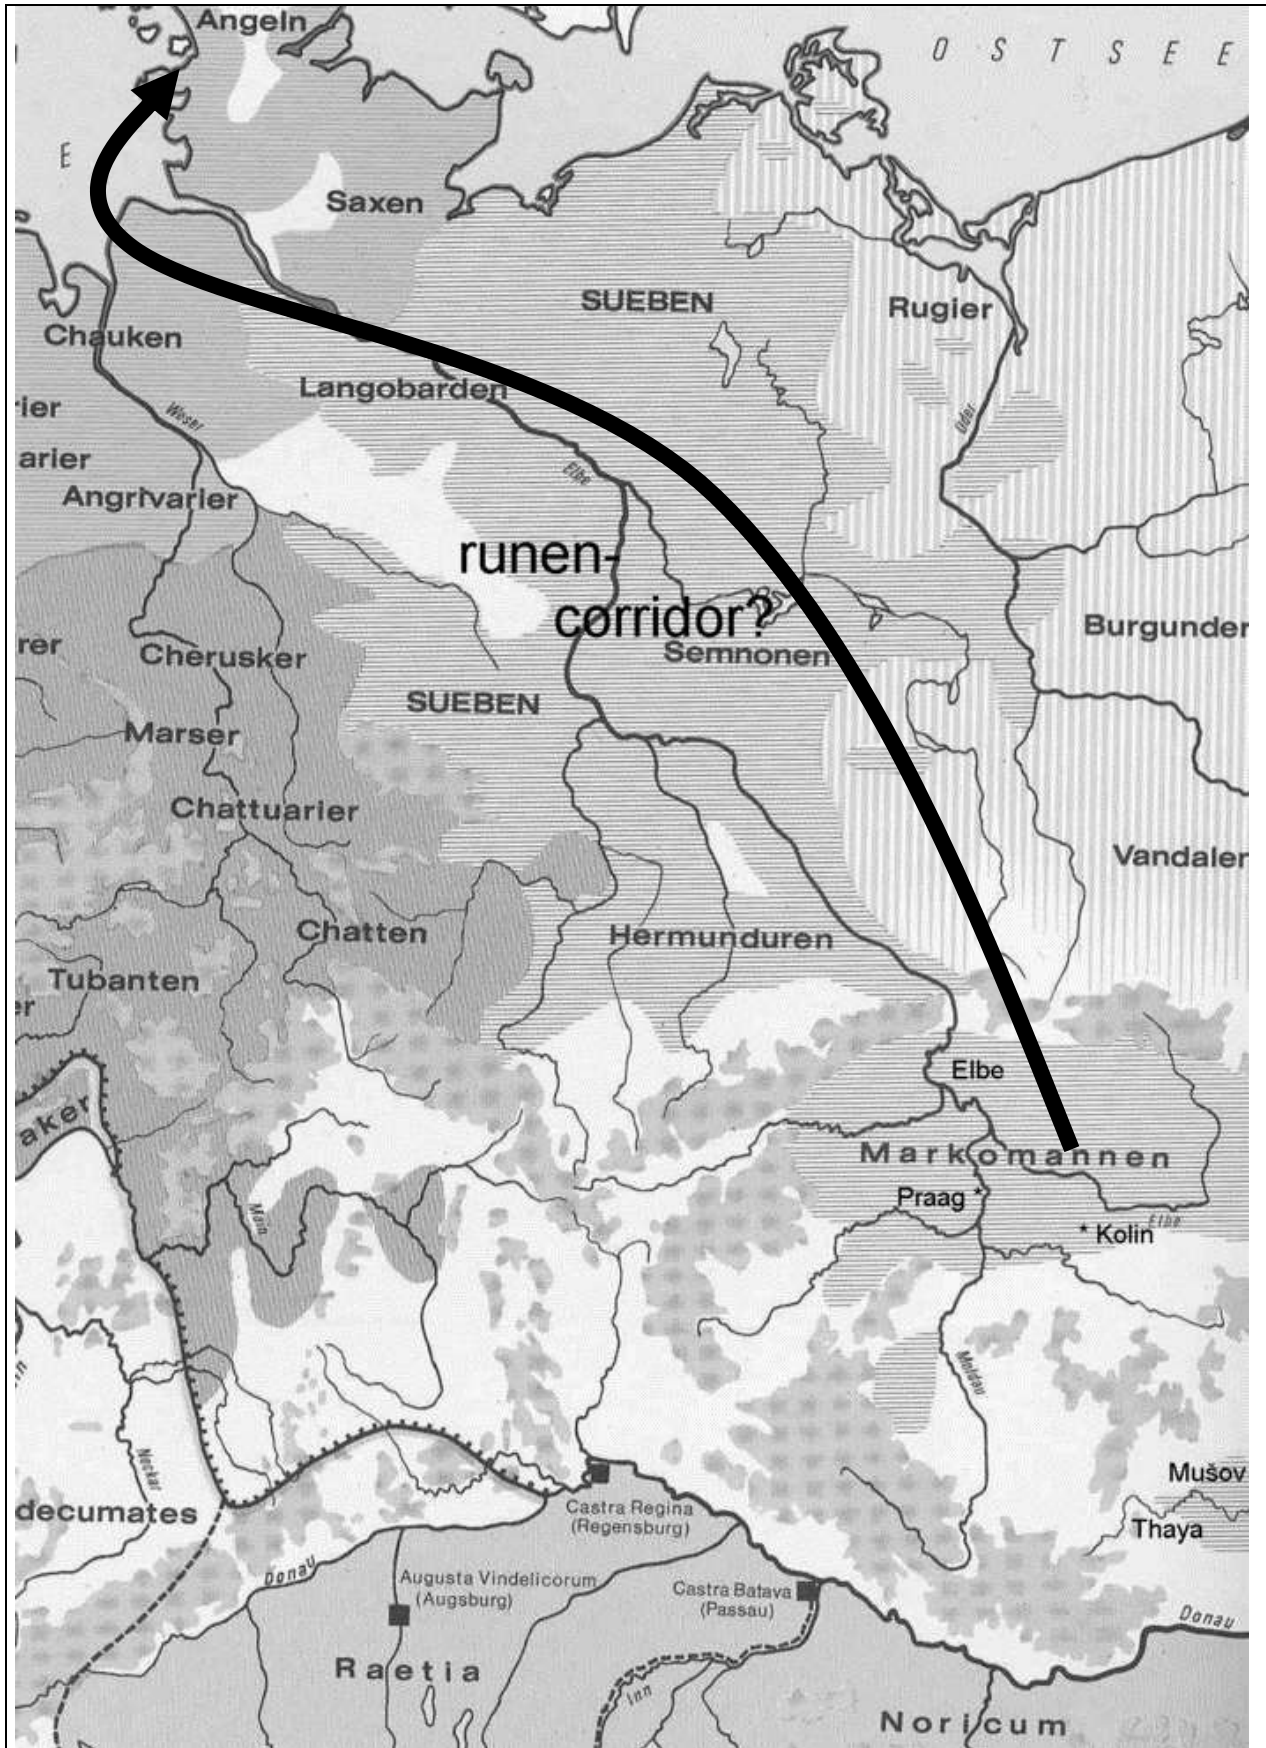 Angeln
O S T S E E
E
Saxen
SUEBEN
Rugier
Chauken
Langobarden
rier
Weser
Oder
arier
Elbe
Angrivarier
runen-
corridor?
Burgunder
rer
Cherusker
Semnonen
SUEBEN
Marser
Chattuarier
Vandaler
Chatten
Hermunduren
Tubanten
er
Elbe
aker
Markomannen
Praag *
Main
* Kolin
Elbe
Moldau
Neckar
Mušov
decumates
Castra Regina
(Regensburg)
Thaya
Donau
Augusta Vindelicorum
(Augsburg)
Castra Batava
(Passau)
Donau
Raetia
Inn
Noricum